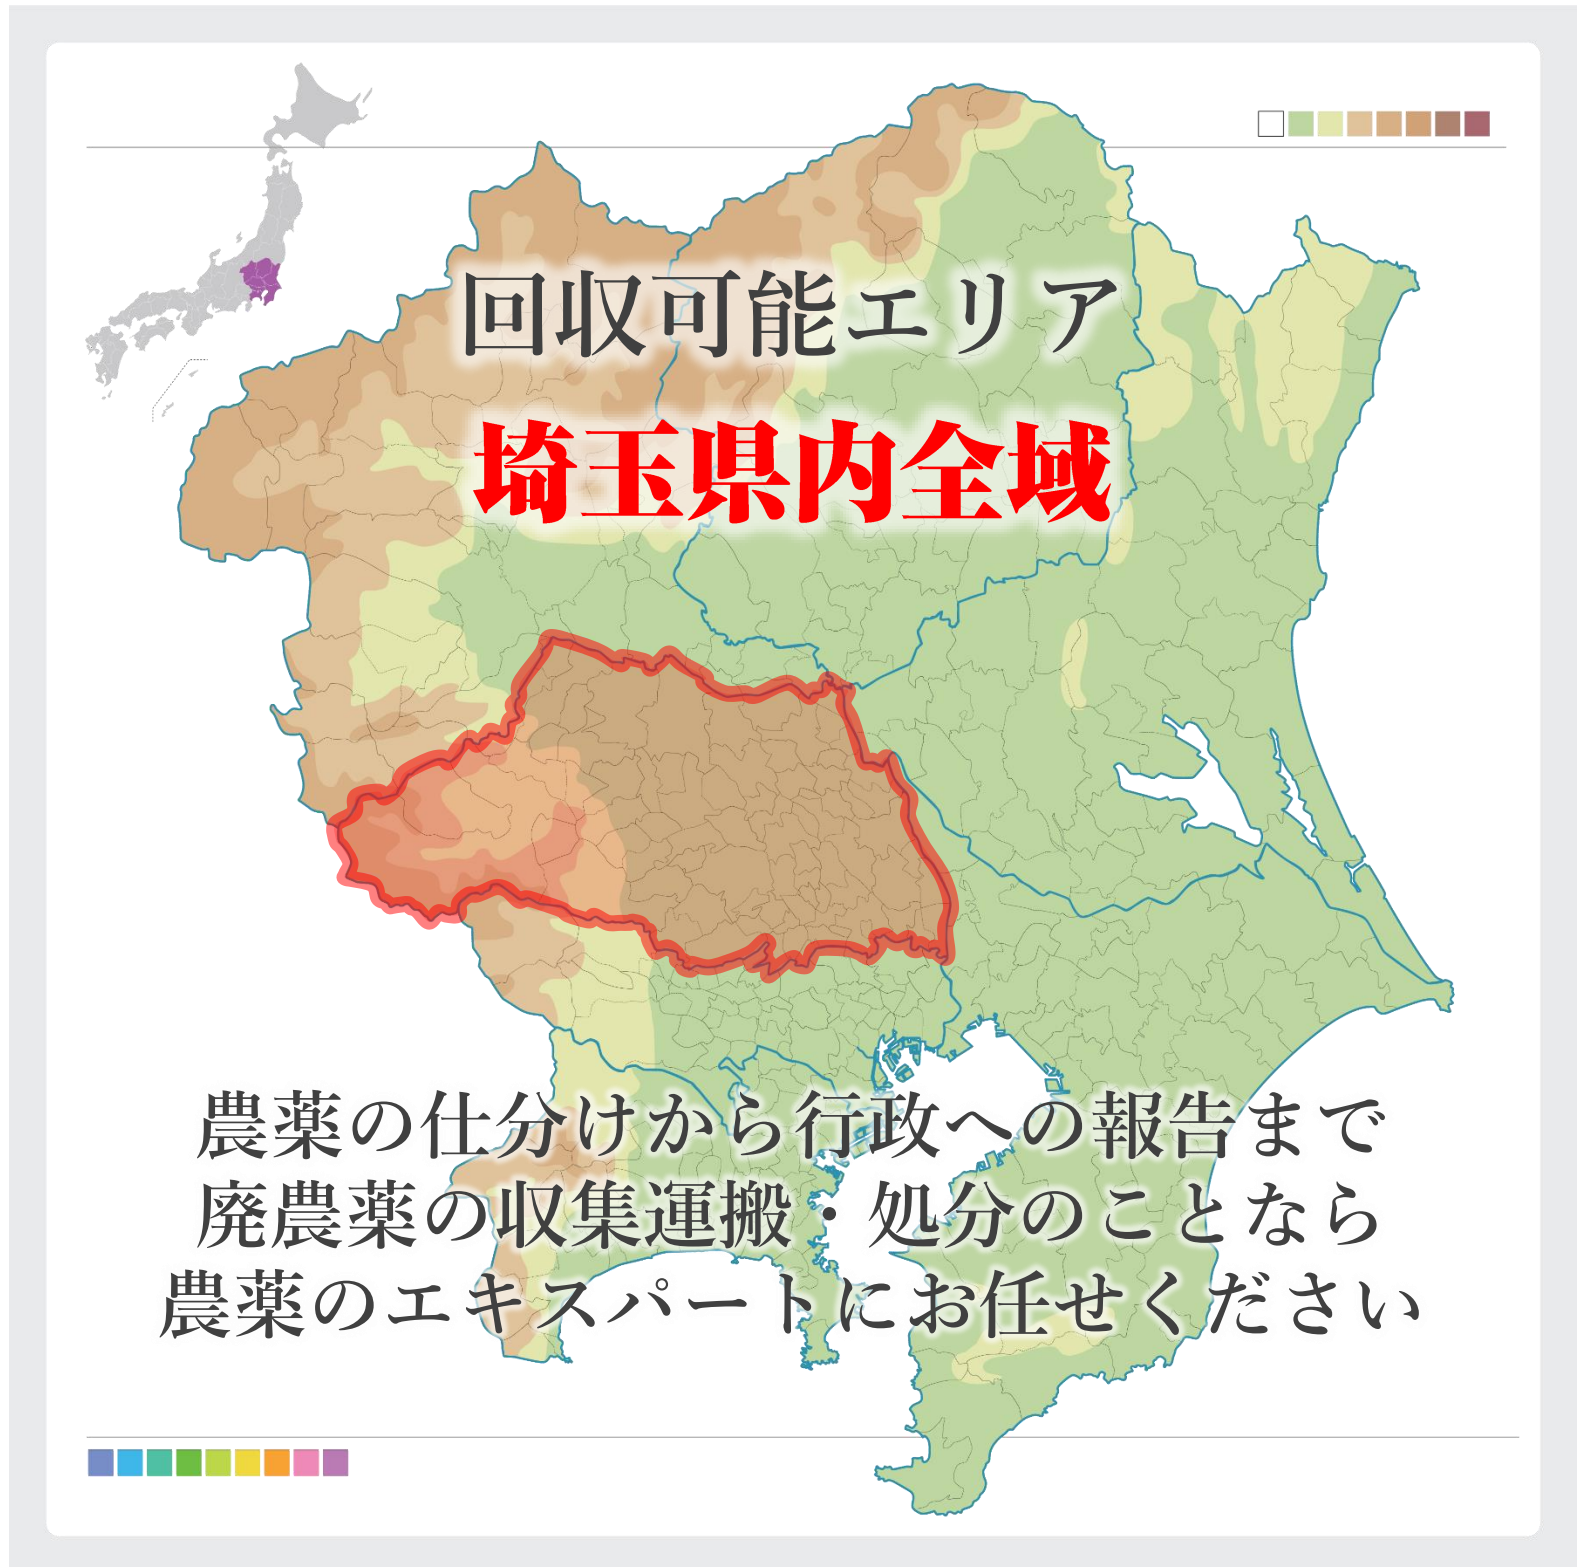 回収可能エリア
埼玉県内全域
農薬の仕分けから行政への報告まで
廃農薬の収集運搬・処分のことなら
農薬のエキスパートにお任せください